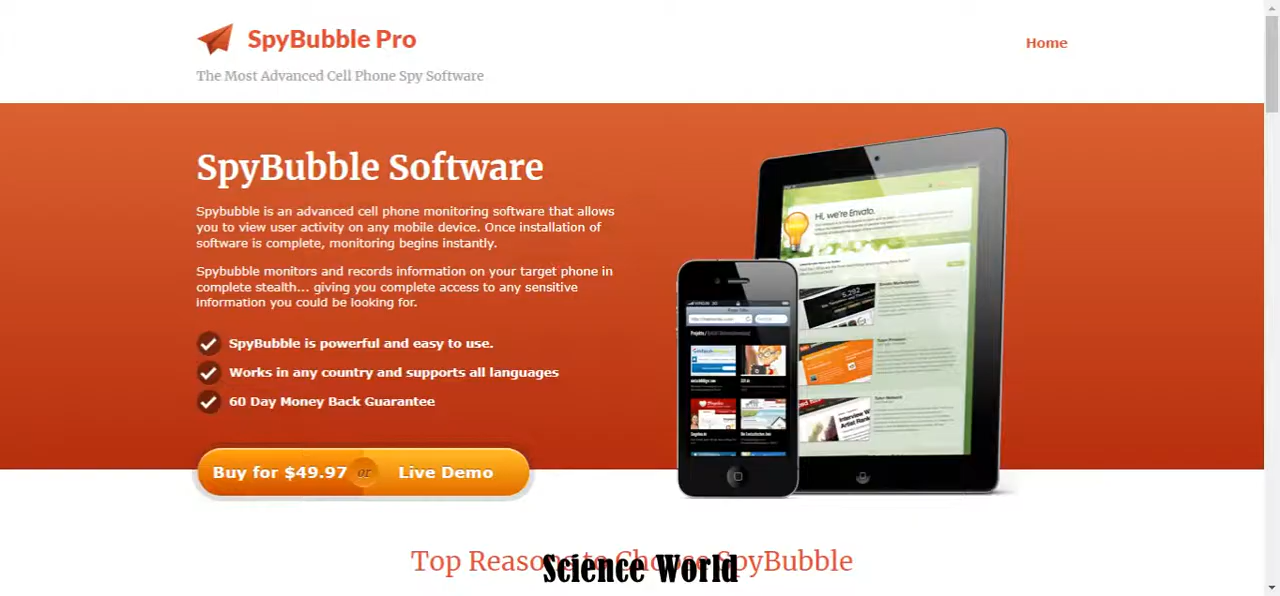 SpyBubble Pro
Home
The Most Advanced Cell Phone Spy Software
SpyBubble Software
Spybubble is an advanced cell phone monitoring software that allows
you to view user activity on any mobile device. Once installation of
software is complete, monitoring begins instantly.
Spybubble monitors and records information on your target phone in
complete stealth... giving you complete access to any sensitive
information you could be looking for.
SpyBubble is powerful and easy to use.
Works in any country and supports all languages
60 Day Money Back Guarantee
Buy for $49.97 or Live Demo
Hi, we're Envato.
Top Reasons to Choose SpyBubble
Science World